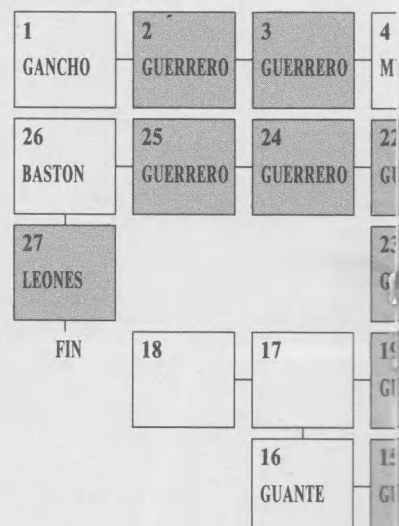 1 2 3 4
GANCHO GUERRERO GUERRERO
26 25 24 22
BASTON GUERRERO GUERRERO
27
LEONES
FIN
18 17
16
GUANTE